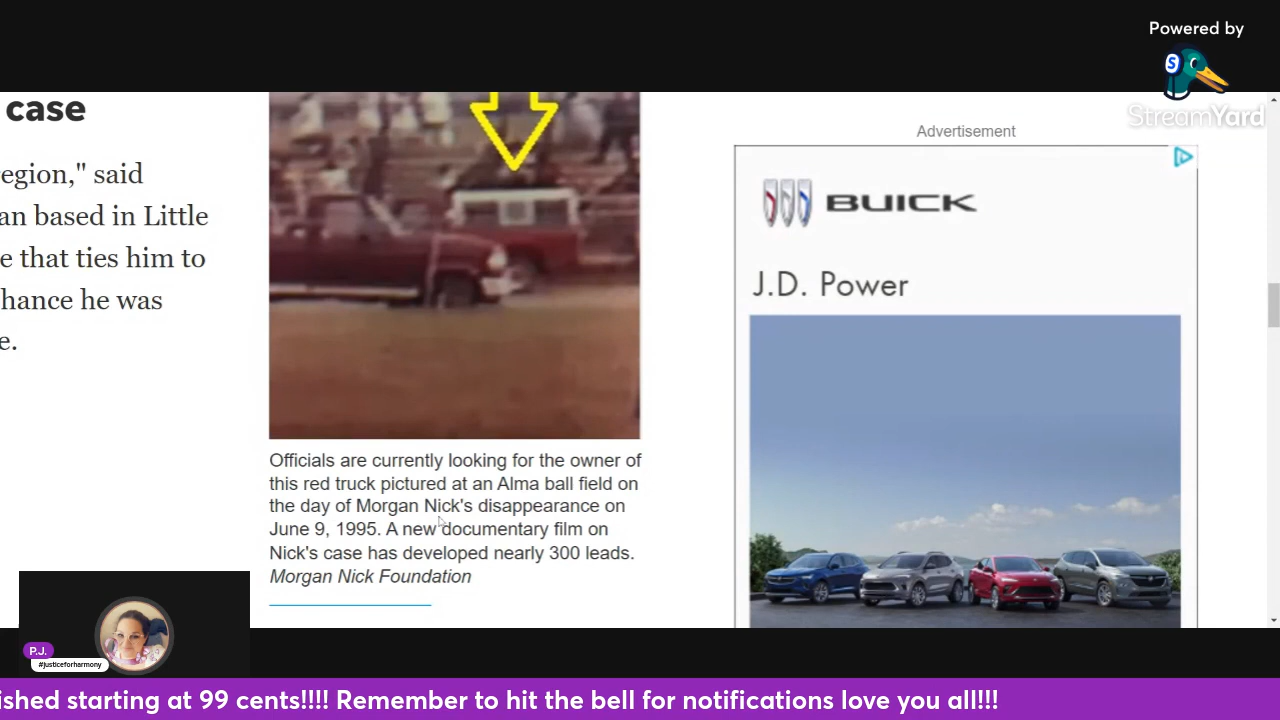 Powered by
StreamYard
case
egion," said
an based in Little
e that ties him to
hance he was
e.
Officials are currently looking for the owner of
this red truck pictured at an Alma ball field on
the day of Morgan Nick's disappearance on
June 9, 1995. A new documentary film on
Nick's case has developed nearly 300 leads.
Morgan Nick Foundation
Advertisement
BUICK
J.D. Power
P.J.
#justiceforharmony
ished starting at 99 cents!!!! Remember to hit the bell for notifications love you all!!!